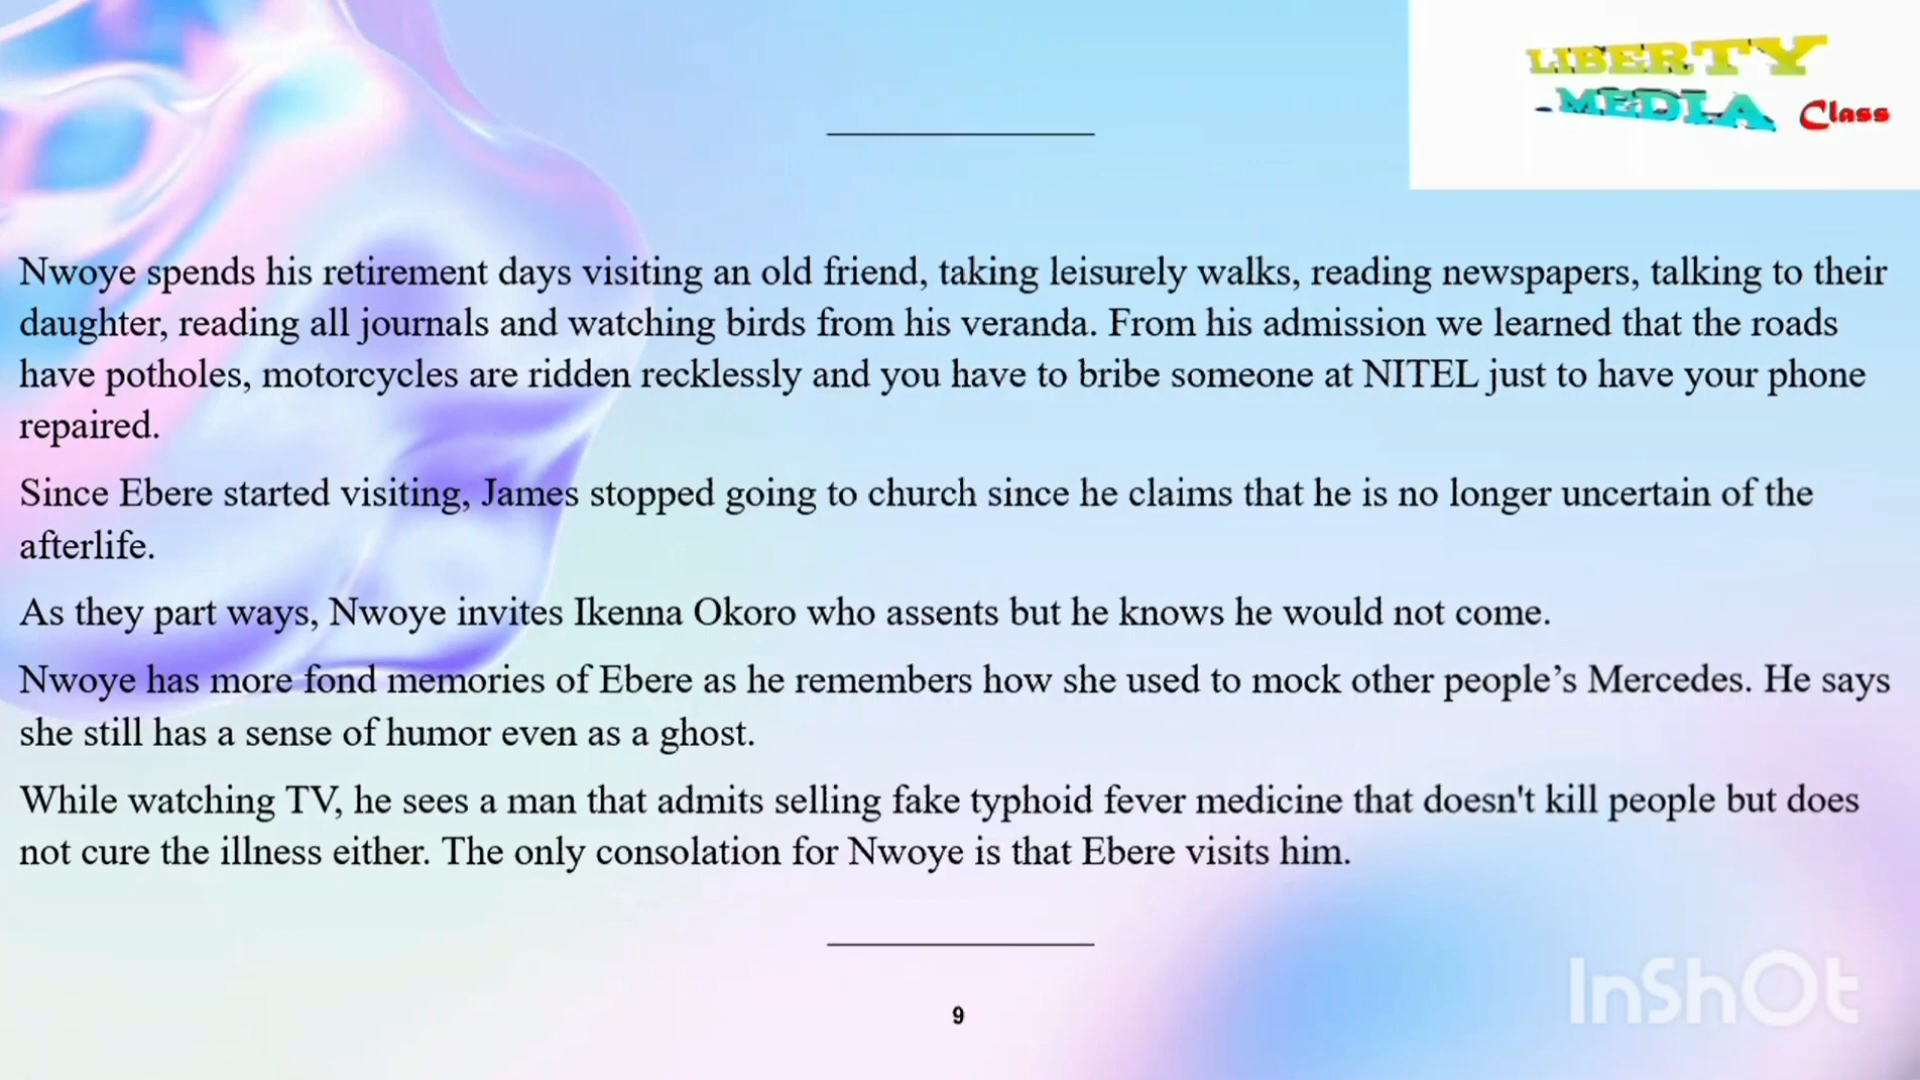 LIBERTY
-MEDIA Class
Nwoye spends his retirement days visiting an old friend, taking leisurely walks, reading newspapers, talking to their
daughter, reading all journals and watching birds from his veranda. From his admission we learned that the roads
have potholes, motorcycles are ridden recklessly and you have to bribe someone at NITEL just to have your phone
repaired.
Since Ebere started visiting, James stopped going to church since he claims that he is no longer uncertain of the
afterlife.
As they part ways, Nwoye invites Ikenna Okoro who assents but he knows he would not come.
Nwoye has more fond memories of Ebere as he remembers how she used to mock other people’s Mercedes. He says
she still has a sense of humor even as a ghost.
While watching TV, he sees a man that admits selling fake typhoid fever medicine that doesn't kill people but does
not cure the illness either. The only consolation for Nwoye is that Ebere visits him.
9
InShOt